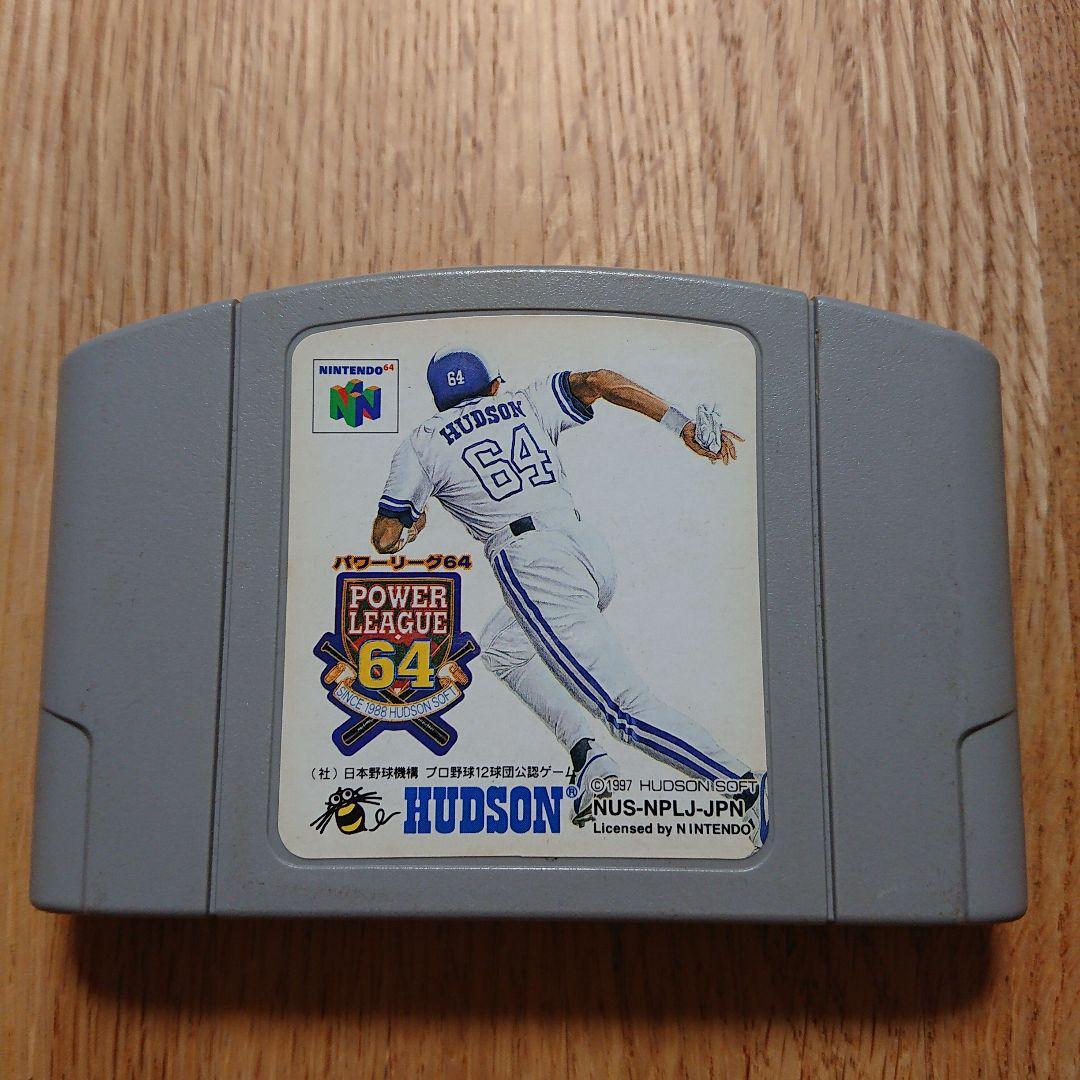 NINTENDO64
64
HUDSON
64
パワーリーグ64
POWER
LEAGUE
64
SINCE 1988 HUDSON SOFT
(社)日本野球機構 プロ野球12球団公認ゲーム
HUDSON®
©1997 HUDSON SOFT
NUS-NPLJ-JPN
Licensed by NINTENDO